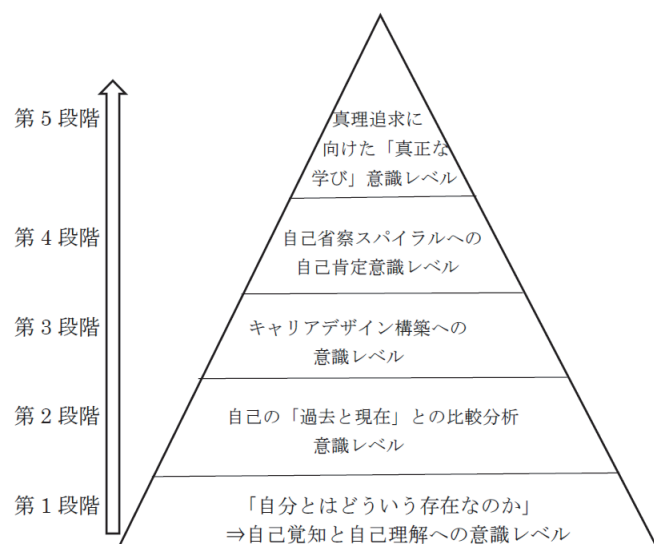 第5段階
真理追求に
向けた「真正な
学び」意識レベル
第4段階
自己省察スパイラルへの
自己肯定意識レベル
第3段階
キャリアデザイン構築への
意識レベル
第2段階
自己の「過去と現在」との比較分析
意識レベル
第1段階
「自分とはどういう存在なのか」
⇒自己覚知と自己理解への意識レベル